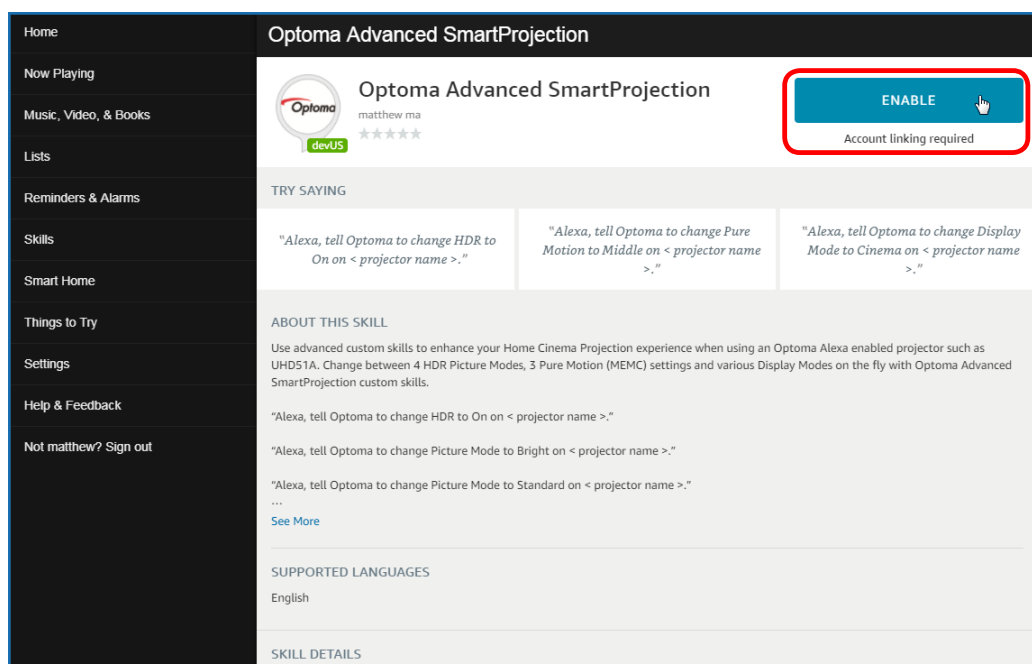 Home
Now Playing
Music, Video, & Books
Lists
Reminders & Alarms
Skills
Smart Home
Things to Try
Settings
Help & Feedback
Not matthew? Sign out
Optoma Advanced SmartProjection
Optoma
devUS
Optoma Advanced SmartProjection
matthew ma
ENABLE
Account linking required
TRY SAYING
"Alexa, tell Optoma to change HDR to
On on < projector name >."
"Alexa, tell Optoma to change Pure
Motion to Middle on < projector name
>."
"Alexa, tell Optoma to change Display
Mode to Cinema on < projector name
>."
ABOUT THIS SKILL
Use advanced custom skills to enhance your Home Cinema Projection experience when using an Optoma Alexa enabled projector such as
UHD51A. Change between 4 HDR Picture Modes, 3 Pure Motion (MEMC) settings and various Display Modes on the fly with Optoma Advanced
SmartProjection custom skills.
"Alexa, tell Optoma to change HDR to On on < projector name >."
"Alexa, tell Optoma to change Picture Mode to Bright on < projector name >."
"Alexa, tell Optoma to change Picture Mode to Standard on < projector name >."
...
See More
SUPPORTED LANGUAGES
English
SKILL DETAILS